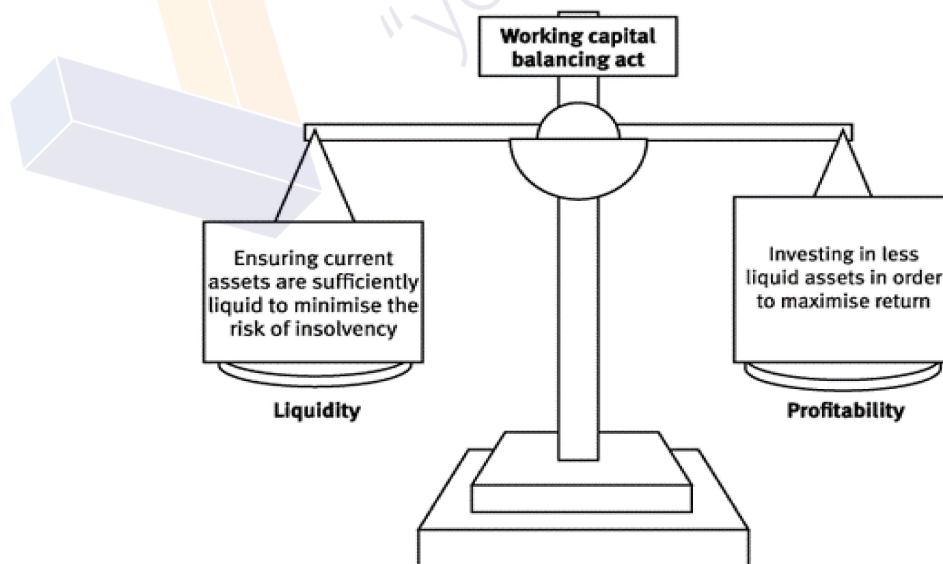 "yo
Working capital
balancing act
Ensuring current
assets are sufficiently
liquid to minimise the
risk of insolvency
Investing in less
liquid assets in order
to maximise return
Liquidity
Profitability